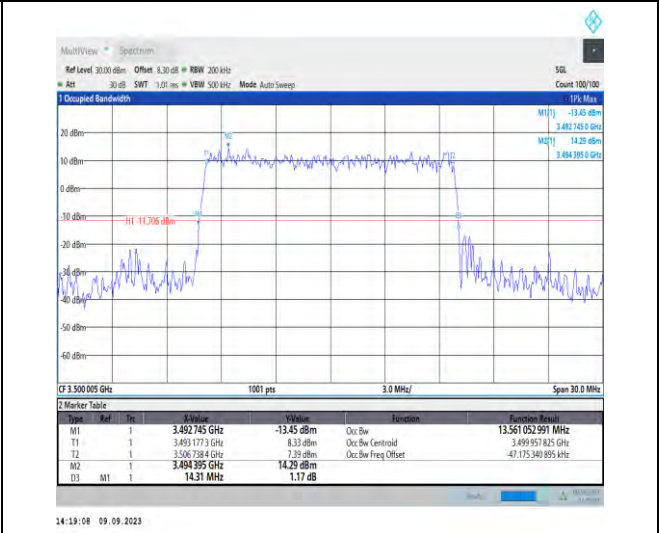 MultiView Spectrum
Ref Level 30.00 dBm Offset 8.30 dB RBW 200 kHz SGL
Att 30 dB SWT 1.01 ms VBW 500 kHz Mode Auto Sweep Count 100/100
1 Occupied Bandwidth 1Pk Max
M1[1] -13.45 dBm
3.492 745 0 GHz
M2[1] 14.29 dBm
3.494 395 0 GHz
20 dBm
M2
10 dBm
0 dBm
-10 dBm
H1 -11.706 dBm
-20 dBm
-30 dBm
-40 dBm
-50 dBm
-60 dBm
CF 3.500 005 GHz 1001 pts 3.0 MHz/ Span 30.0 MHz
2 Marker Table
Type Ref Trc X-Value Y-Value Function Function Result
M1 1 3.492 745 GHz -13.45 dBm Occ Bw 13.561 052 991 MHz
T1 1 3.493 177 3 GHz 8.33 dBm Occ Bw Centroid 3.499 957 825 GHz
T2 1 3.506 738 4 GHz 7.39 dBm Occ Bw Freq Offset -47.175 340 895 kHz
M2 1 3.494 395 GHz 14.29 dBm
D3 M1 1 14.31 MHz 1.17 dB
14:19:08 09.09.2023